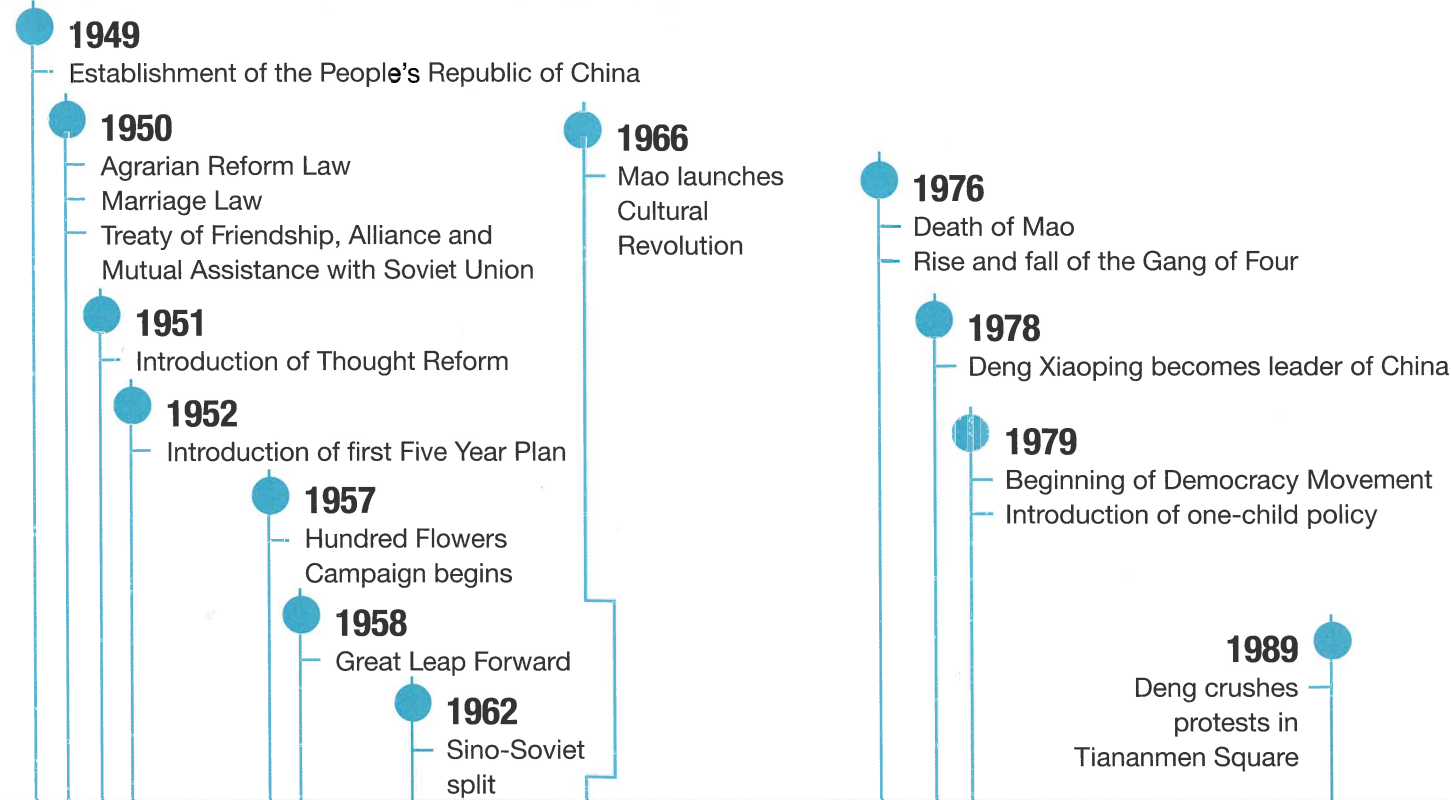 1949
Establishment of the People's Republic of China
1950
Agrarian Reform Law
Marriage Law
Treaty of Friendship, Alliance and
Mutual Assistance with Soviet Union
1951
Introduction of Thought Reform
1952
Introduction of first Five Year Plan
1957
Hundred Flowers
Campaign begins
1958
Great Leap Forward
1962
Sino-Soviet
split
1966
Mao launches
Cultural
Revolution
1976
Death of Mao
Rise and fall of the Gang of Four
1978
Deng Xiaoping becomes leader of China
1979
Beginning of Democracy Movement
Introduction of one-child policy
1989
Deng crushes
protests in
Tiananmen Square